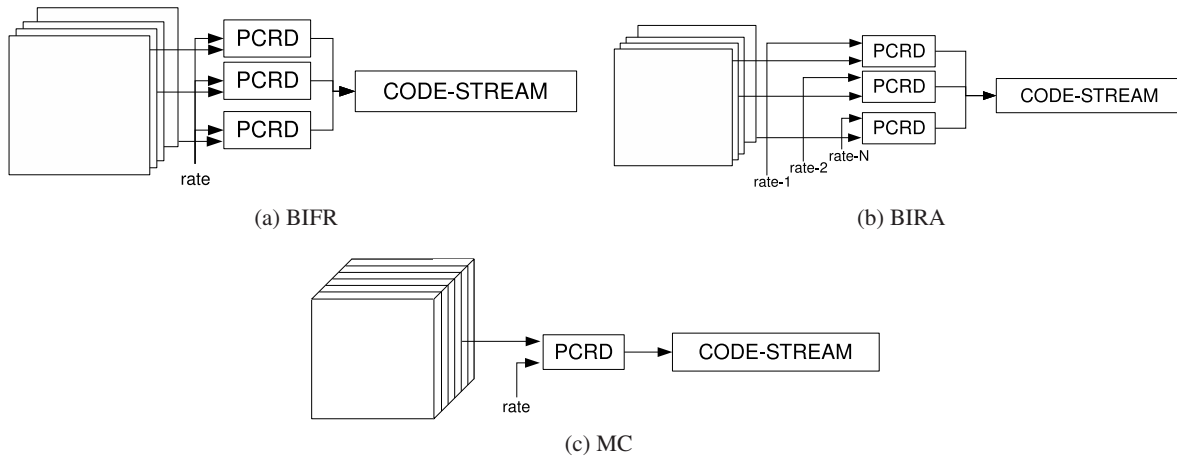 PCRD
PCRD
PCRD
CODE-STREAM
rate
(a) BIFR
PCRD
PCRD
PCRD
CODE-STREAM
rate-N
rate-2
rate-1
(b) BIRA
PCRD
CODE-STREAM
rate
(c) MC